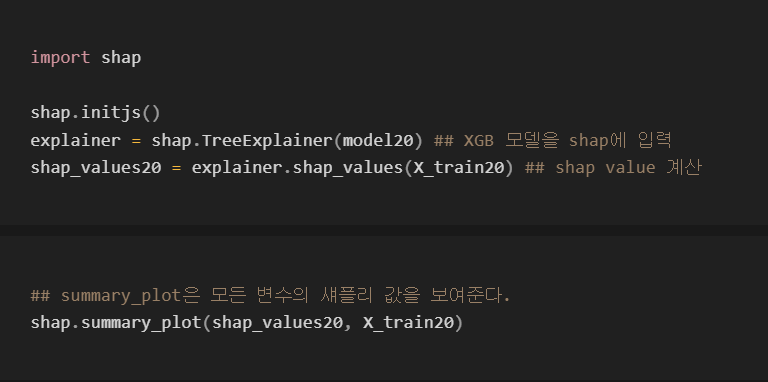 import shap
shap.initjs()
explainer = shap.TreeExplainer(model20) ## XGB 모델을 shap에 입력
shap_values20 = explainer.shap_values(X_train20) ## shap value 계산
## summary_plot은 모든 변수의 섀플리 값을 보여준다.
shap.summary_plot(shap_values20, X_train20)